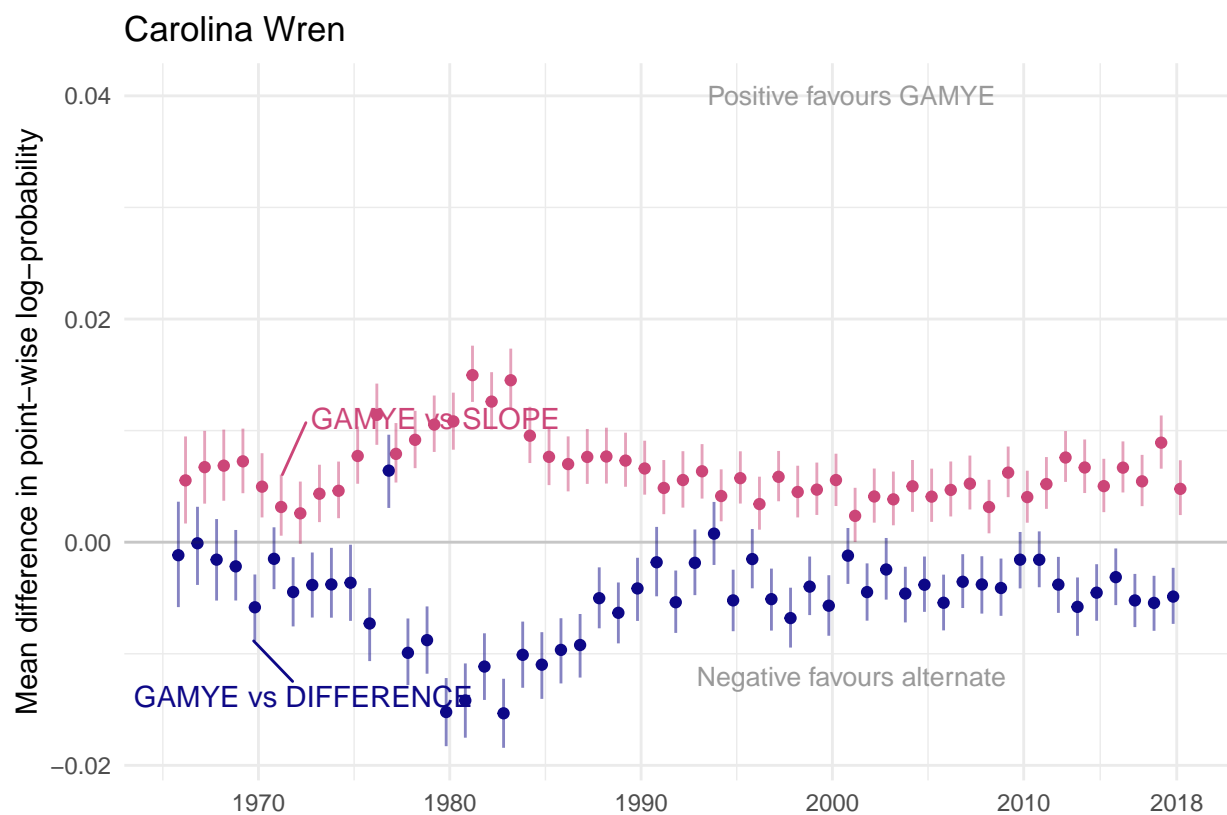 Carolina Wren
Mean difference in point−wise log−probability
0.04
0.02
0.00
−0.02
Positive favours GAMYE
GAMYE vs SLOPE
Negative favours alternate
GAMYE vs DIFFERENCE
1970 1980 1990 2000 2010 2018